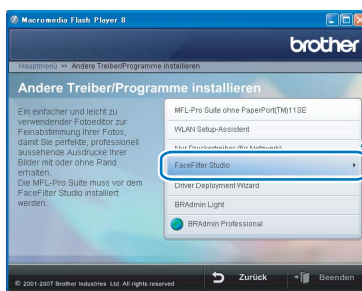 Macromedia Flash Player 8
brother
Hauptmenü >> Andere Treiber/Programme installieren
Andere Treiber/Programme installieren
Ein einfacher und leicht zu
verwendender Fotoeditor zur
Feinabstimmung Ihrer Fotos,
damit Sie perfekte, professionell
aussehende Ausdrucke Ihrer
Bilder mit oder ohne Rand
erhalten.
Die MFL-Pro Suite muss vor dem
FaceFilter Studio installiert
werden.
MFL-Pro Suite ohne PaperPort(TM)11SE
WLAN Setup-Assistent
Nur Druckertreiber (für Netzwerk)
FaceFilter Studio
Driver Deployment Wizard
BRAdmin Light
BRAdmin Professional
© 2001-2007 Brother Industries Ltd. All rights reserved
Zurück
Beenden